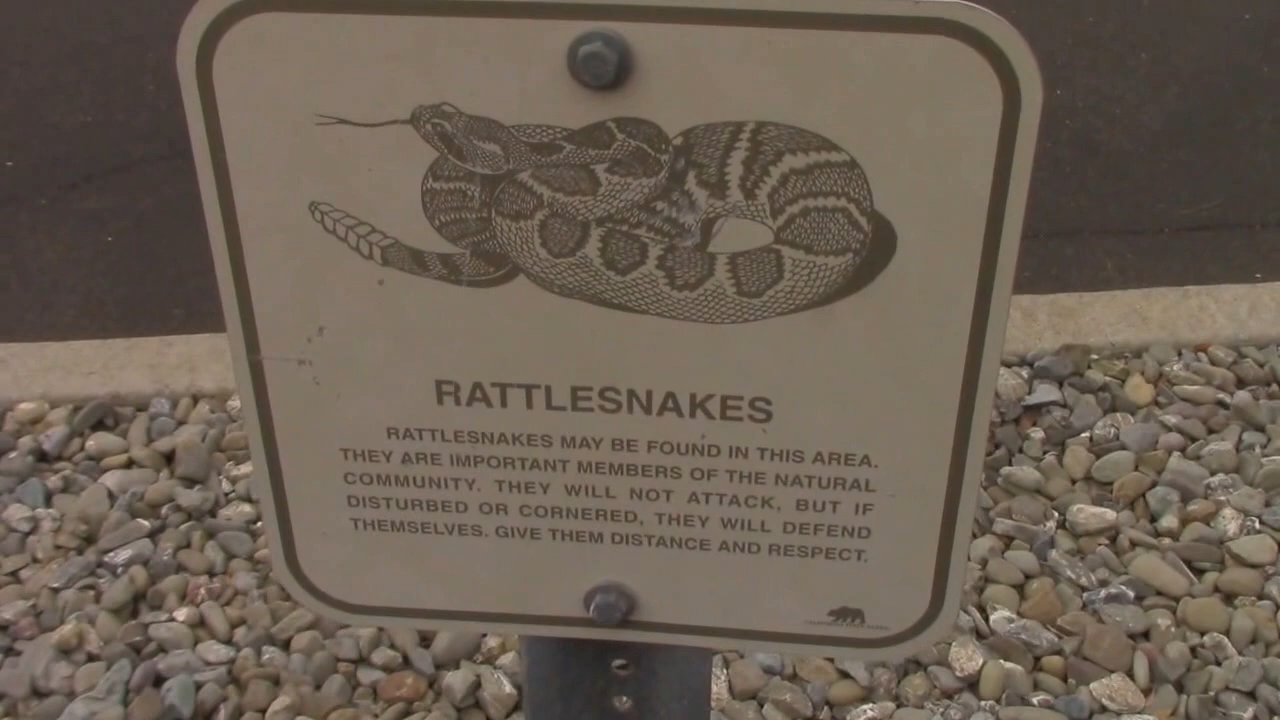 RATTLESNAKES
RATTLESNAKES MAY BE FOUND IN THIS AREA.
THEY ARE IMPORTANT MEMBERS OF THE NATURAL
COMMUNITY. THEY WILL NOT ATTACK, BUT IF
DISTURBED OR CORNERED, THEY WILL DEFEND
THEMSELVES. GIVE THEM DISTANCE AND RESPECT.